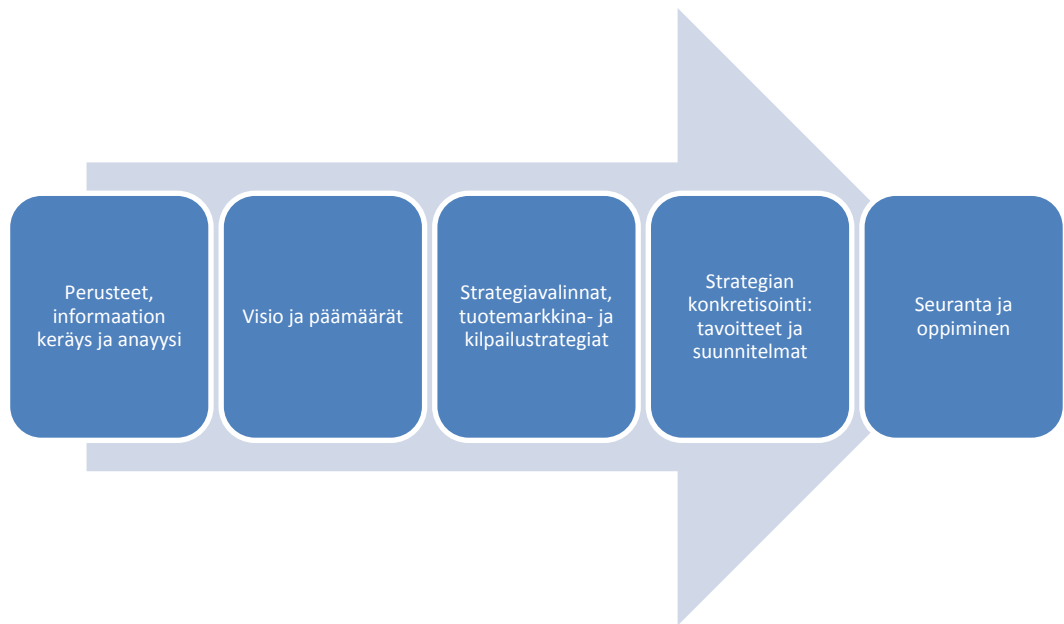 Perusteet,
informaation
keräys ja anayysi
Visio ja päämäärät
Strategiavalinnat,
tuotemarkkina- ja
kilpailustrategiat
Strategian
konkretisointi:
tavoitteet ja
suunnitelmat
Seuranta ja
oppiminen